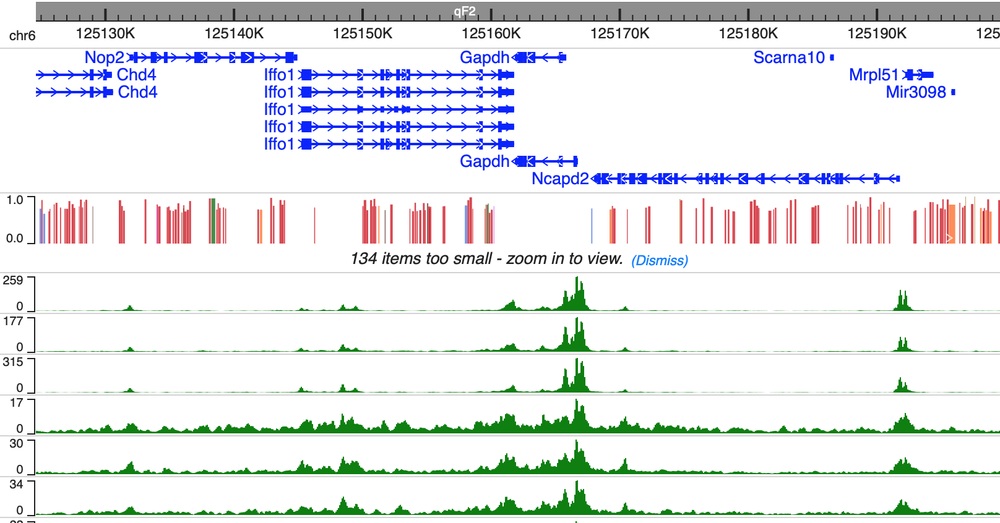 qF2
chr6 125130K 125140K 125150K 125160K 125170K 125180K 125190K 125
Nop2 Gapdh Scarna10
Chd4 Iffo1 Mrpl51
Chd4 Iffo1 Mir3098
Iffo1
Iffo1
Iffo1
Gapdh
Ncapd2
1.0
0.0
134 items too small - zoom in to view. (Dismiss)
259
0
177
0
315
0
17
0
30
0
34
0